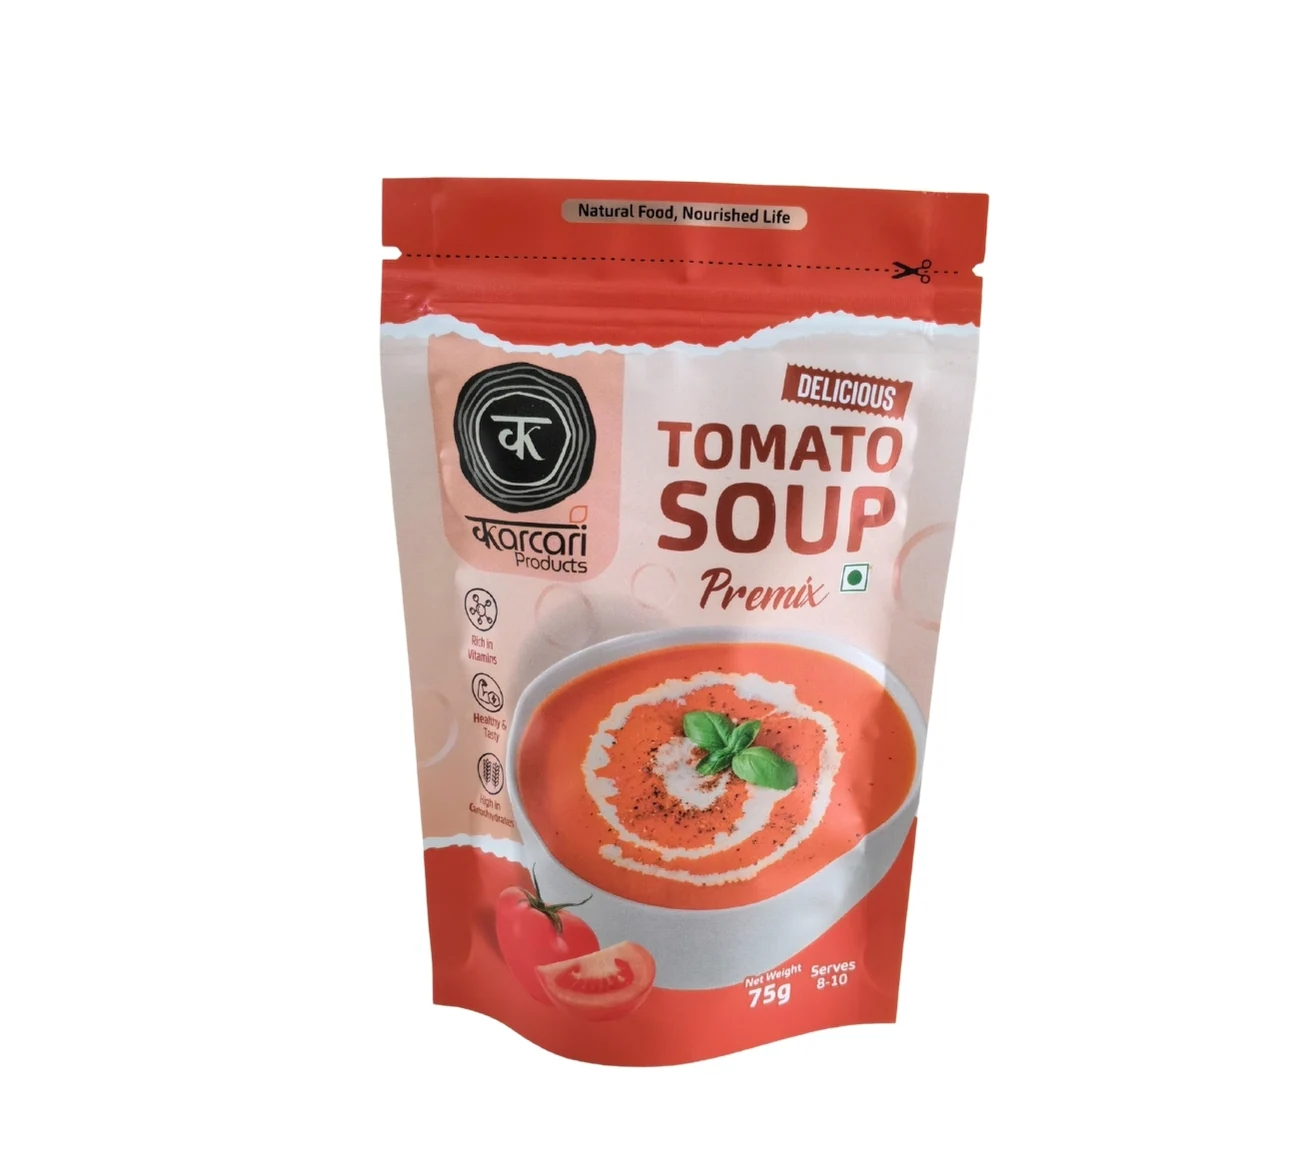 Natural Food, Nourished Life
DELICIOUS
TOMATO
SOUP
Premix
क
karcari
Products
Rich in
Vitamins
Healthy &
Tasty
High in
Carbohydrates
Net Weight
75g
Serves
8-10